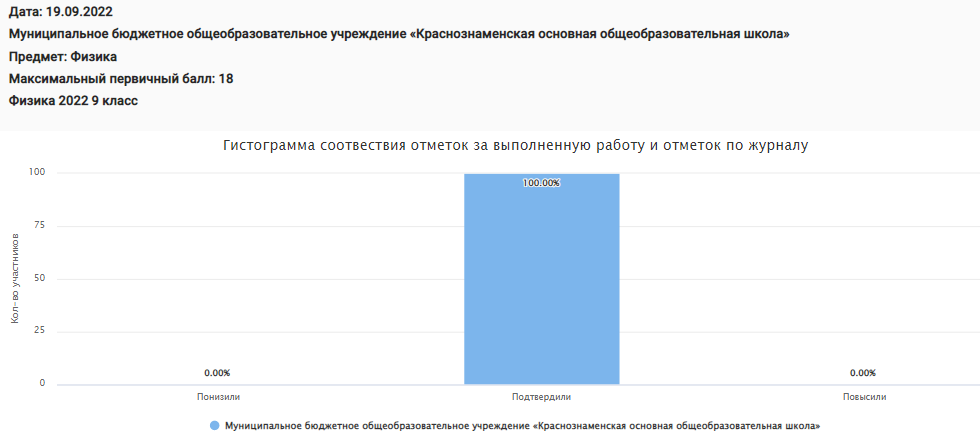 Дата: 19.09.2022
Муниципальное бюджетное общеобразовательное учреждение «Краснознаменская основная общеобразовательная школа»
Предмет: Физика
Максимальный первичный балл: 18
Физика 2022 9 класс
Гистограмма соотвествия отметок за выполненную работу и отметок по журналу
Кол-во участников
100
75
50
25
0
0.00%
100.00%
0.00%
Понизили
Подтвердили
Повысили
Муниципальное бюджетное общеобразовательное учреждение «Краснознаменская основная общеобразовательная школа»